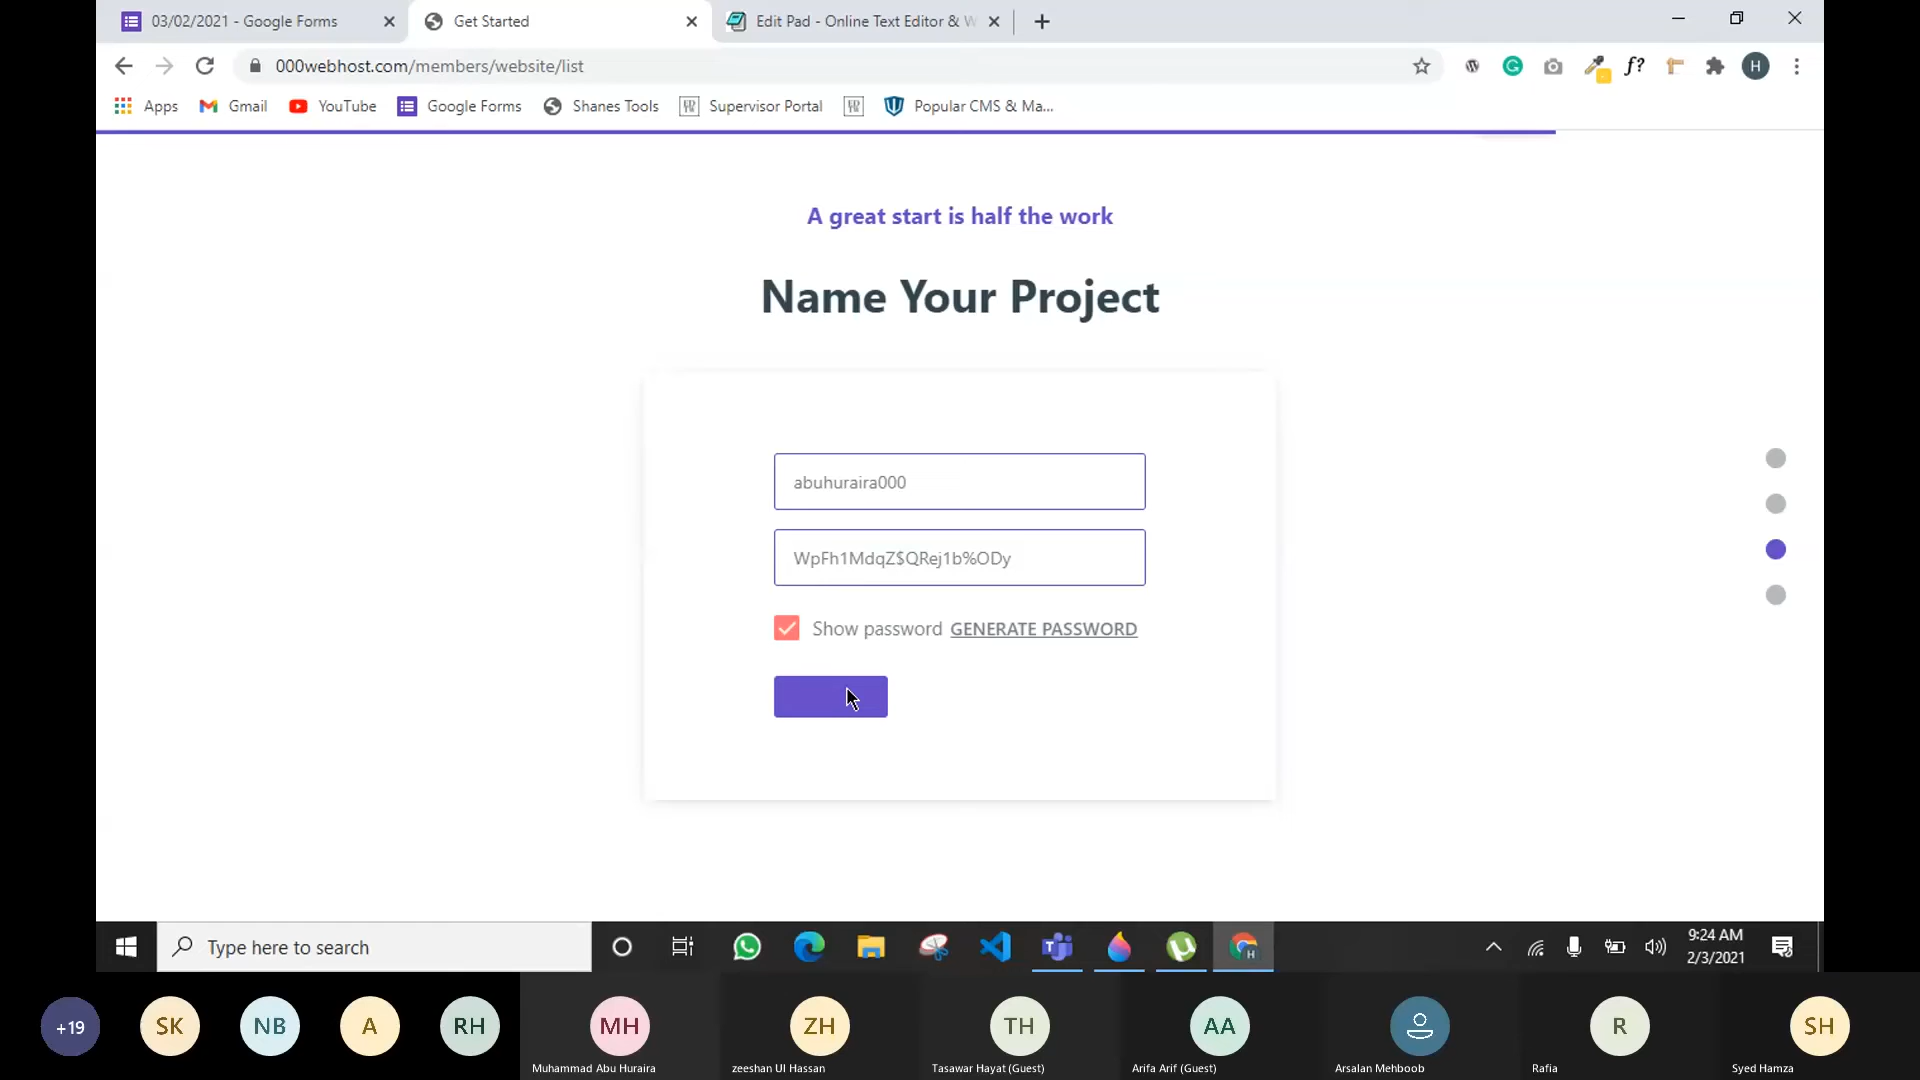 03/02/2021 - Google Forms
Get Started
Edit Pad - Online Text Editor & W
000webhost.com/members/website/list
Apps
Gmail
YouTube
Google Forms
Shanes Tools
Supervisor Portal
Popular CMS & Ma...
A great start is half the work
Name Your Project
abuhuraira000
WpFh1MdqZ$QRej1b%ODy
Show password GENERATE PASSWORD
Type here to search
9:24 AM
2/3/2021
+19
SK
NB
A
RH
MH
ZH
TH
AA
R
SH
Muhammad Abu Huraira
zeeshan Ul Hassan
Tasawar Hayat (Guest)
Arifa Arif (Guest)
Arsalan Mehboob
Rafia
Syed Hamza